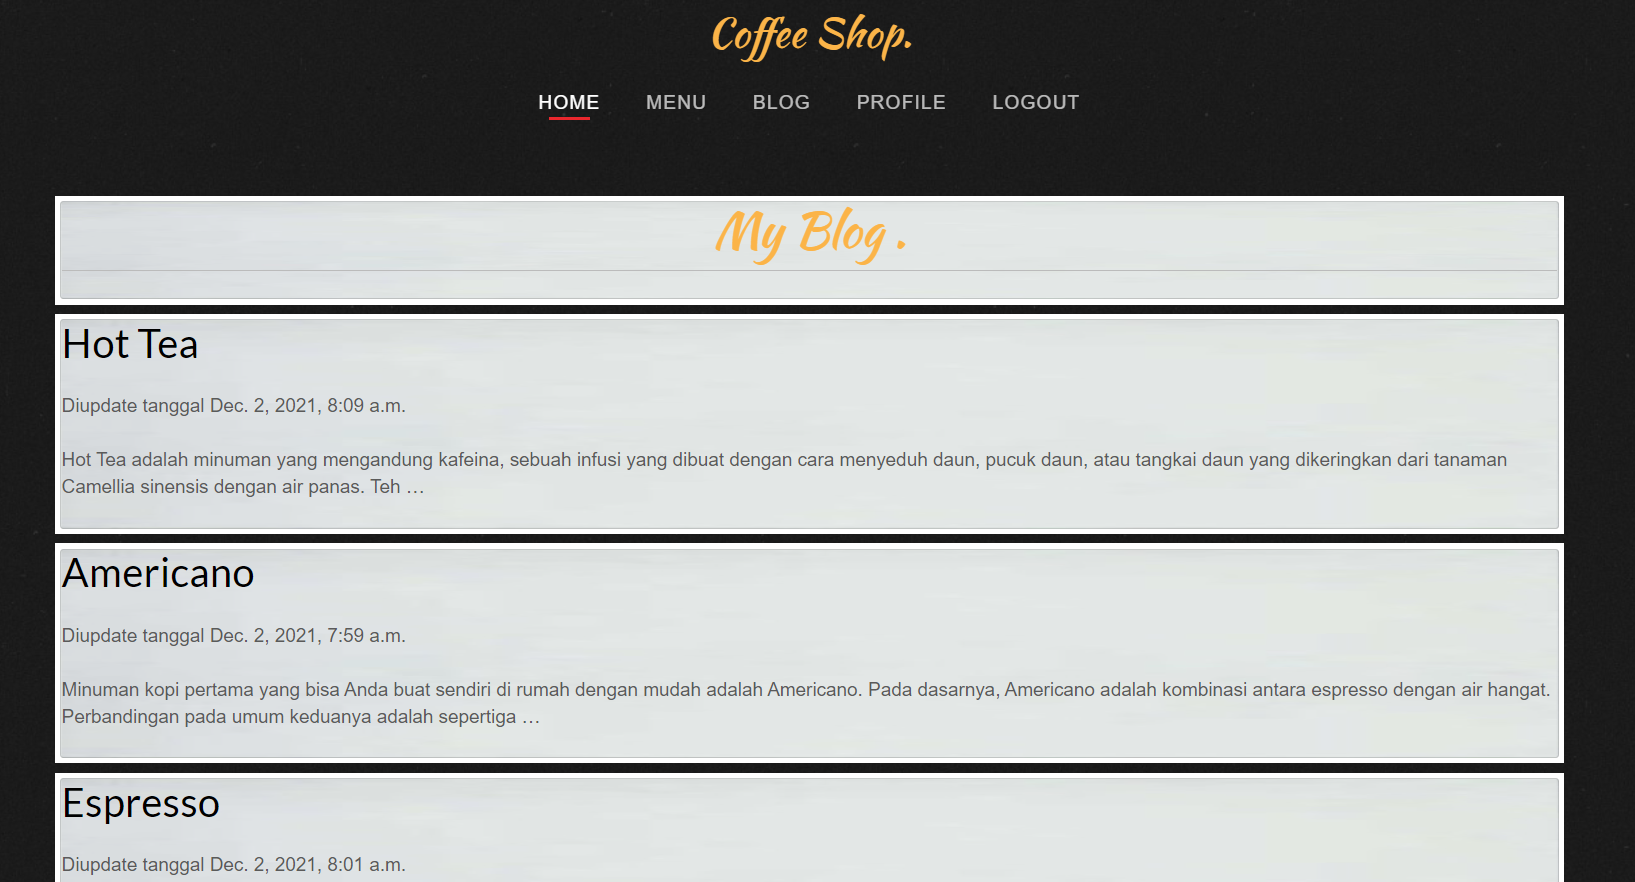 Coffee Shop.
HOME MENU BLOG PROFILE LOGOUT
My Blog .
Hot Tea
Diupdate tanggal Dec. 2, 2021, 8:09 a.m.
Hot Tea adalah minuman yang mengandung kafeina, sebuah infusi yang dibuat dengan cara menyeduh daun, pucuk daun, atau tangkai daun yang dikeringkan dari tanaman
Camellia sinensis dengan air panas. Teh …
Americano
Diupdate tanggal Dec. 2, 2021, 7:59 a.m.
Minuman kopi pertama yang bisa Anda buat sendiri di rumah dengan mudah adalah Americano. Pada dasarnya, Americano adalah kombinasi antara espresso dengan air hangat.
Perbandingan pada umum keduanya adalah sepertiga …
Espresso
Diupdate tanggal Dec. 2, 2021, 8:01 a.m.